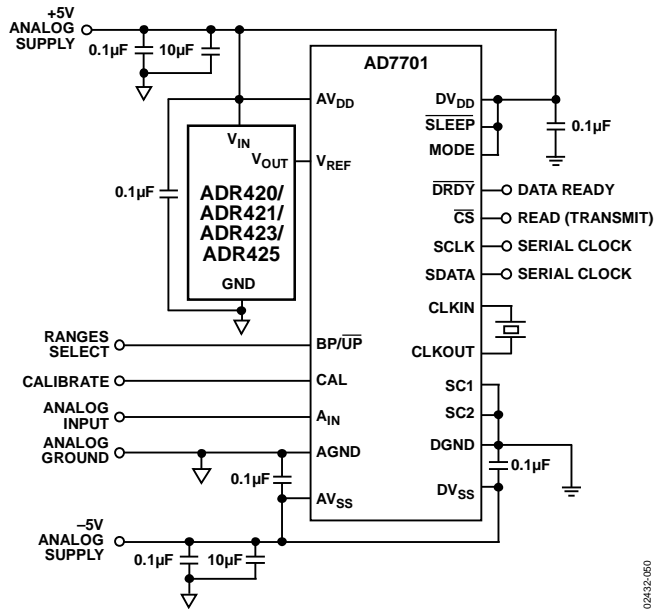 +5V
ANALOG
SUPPLY
0.1µF
10µF
AD7701
AVDD
DVDD
SLEEP
MODE
0.1µF
VIN
VOUT
VREF
0.1µF
ADR420/
ADR421/
ADR423/
ADR425
GND
DRDY
DATA READY
CS
READ (TRANSMIT)
SCLK
SERIAL CLOCK
SDATA
SERIAL CLOCK
CLKIN
CLKOUT
RANGES
SELECT
BP/UP
CALIBRATE
CAL
SC1
ANALOG
INPUT
AIN
SC2
ANALOG
GROUND
AGND
DGND
0.1µF
0.1µF
AVSS
DVSS
–5V
ANALOG
SUPPLY
0.1µF
10µF
02432-050